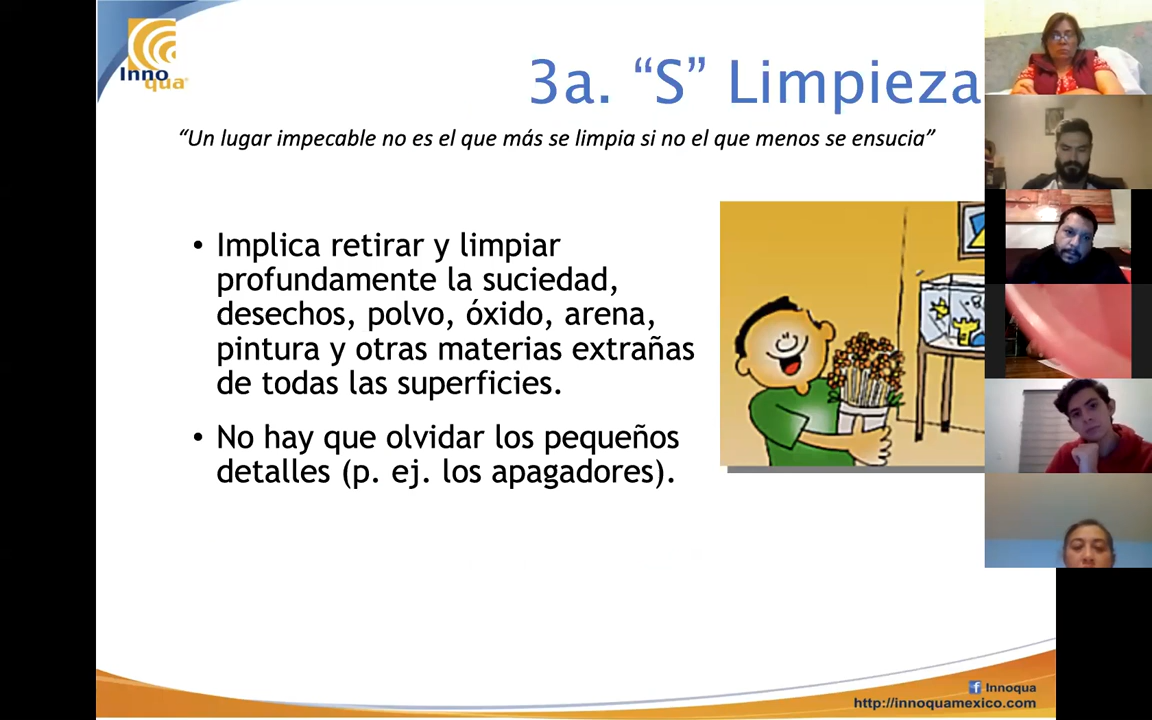 Inno
qua®
3a. “S” Limpieza
“Un lugar impecable no es el que más se limpia si no el que menos se ensucia”
• Implica retirar y limpiar
profundamente la suciedad,
desechos, polvo, óxido, arena,
pintura y otras materias extrañas
de todas las superficies.
• No hay que olvidar los pequeños
detalles (p. ej. los apagadores).
Innoqua
http://innoquamexico.com